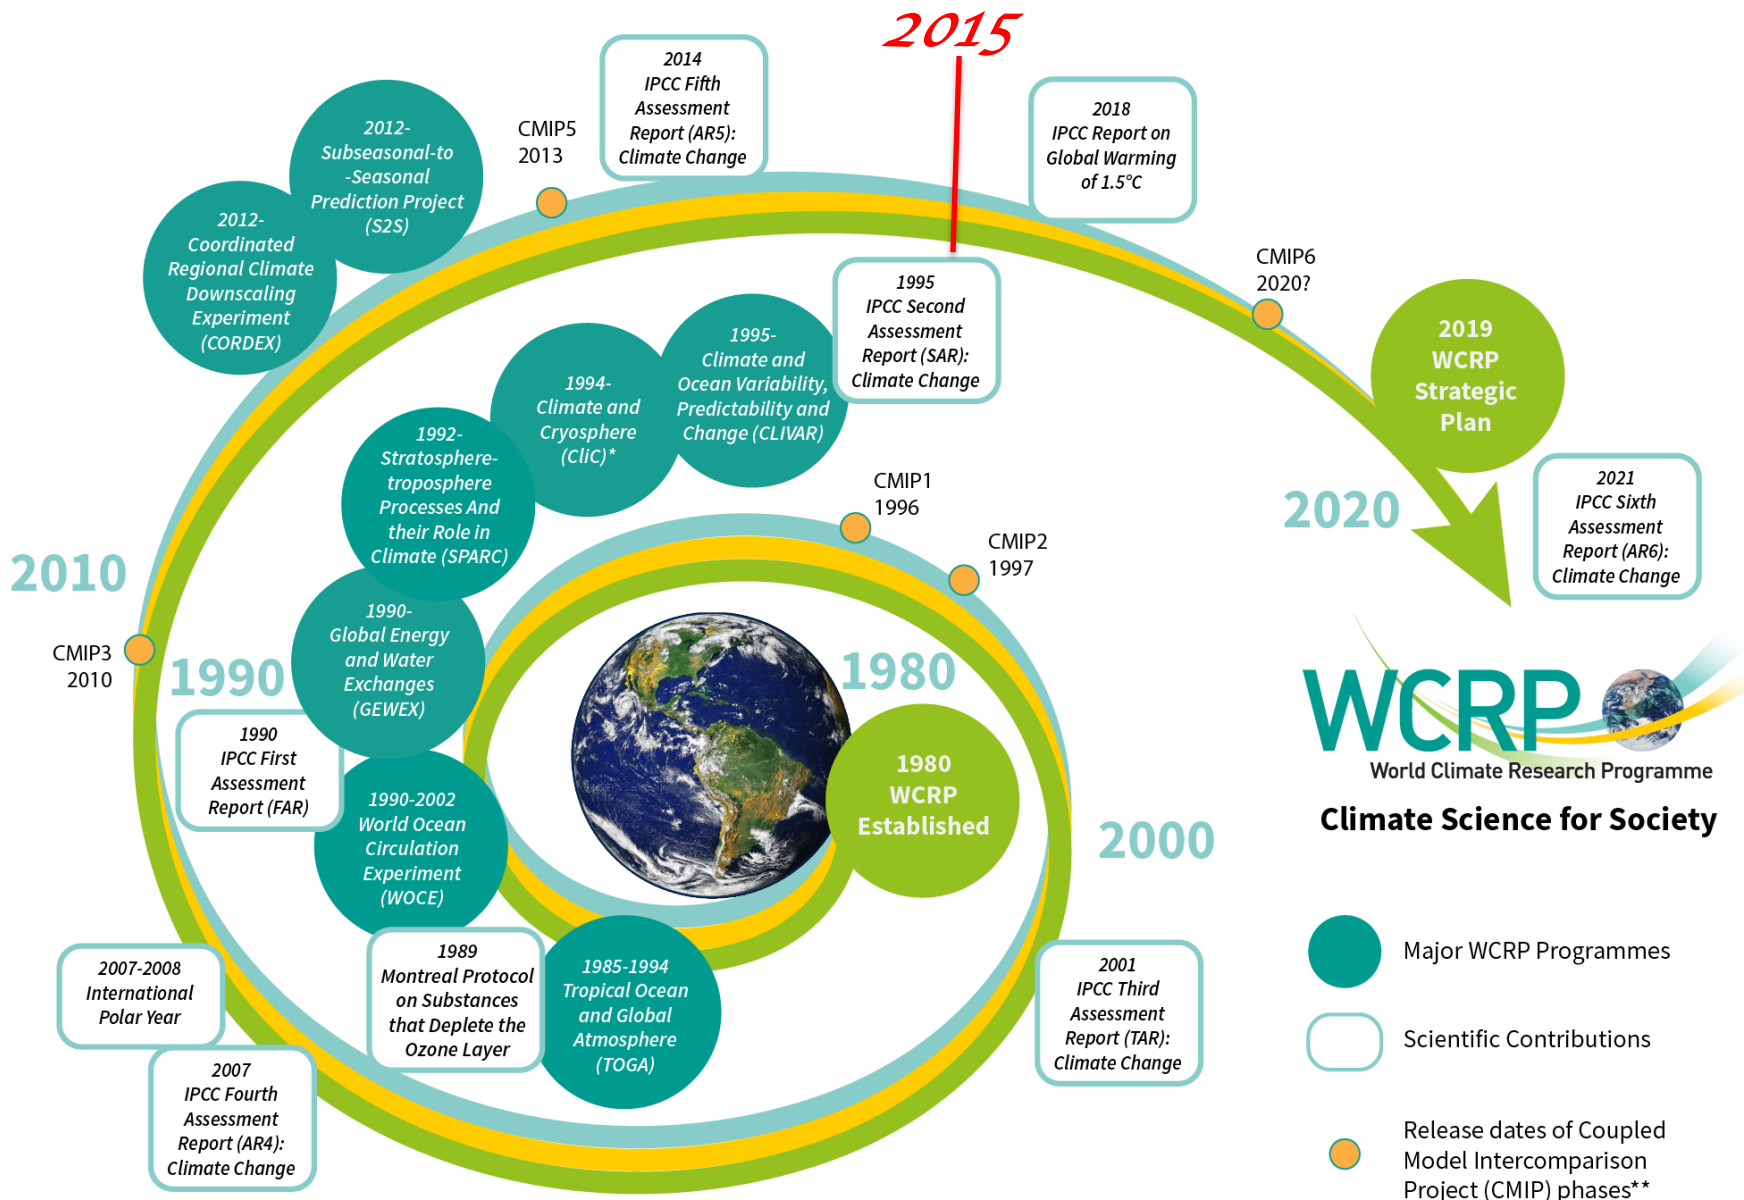 2015
2014
IPCC Fifth
Assessment
Report (AR5):
Climate Change
2018
IPCC Report on
Global Warming
of 1.5°C
2012-
Subseasonal-to
-Seasonal
Prediction Project
(S2S)
CMIP5
2013
2012-
Coordinated
Regional Climate
Downscaling
Experiment
(CORDEX)
CMIP6
2020?
1995
IPCC Second
Assessment
Report (SAR):
Climate Change
1995-
Climate and
Ocean Variability,
Predictability and
Change (CLIVAR)
1994-
Climate and
Cryosphere
(CliC)*
1992-
Stratosphere-
troposphere
Processes And
their Role in
Climate (SPARC)
2019
WCRP
Strategic
Plan
2020
2021
IPCC Sixth
Assessment
Report (AR6):
Climate Change
CMIP1
1996
CMIP2
1997
2010
CMIP3
2010
1990
1990-
Global Energy
and Water
Exchanges
(GEWEX)
1980
1990
IPCC First
Assessment
Report (FAR)
1980
WCRP
Established
1990-2002
World Ocean
Circulation
Experiment
(WOCE)
2000
WCRP
World Climate Research Programme
Climate Science for Society
2007-2008
International
Polar Year
1989
Montreal Protocol
on Substances
that Deplete the
Ozone Layer
1985-1994
Tropical Ocean
and Global
Atmosphere
(TOGA)
2001
IPCC Third
Assessment
Report (TAR):
Climate Change
2007
IPCC Fourth
Assessment
Report (AR4):
Climate Change
Major WCRP Programmes
Scientific Contributions
Release dates of Coupled
Model Intercomparison
Project (CMIP) phases**